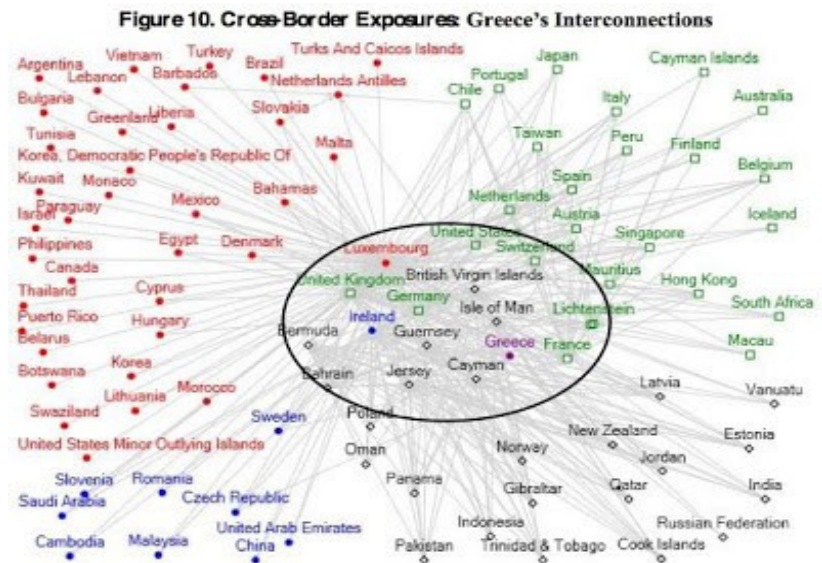 Figure 10. Cross-Border Exposures: Greece's Interconnections
Turks And Caicos Islands
Japan
Cayman Islands
Vietnam
Turkey
Brazil
Argentina
Lebanon
Barbados
Netherlands Antilles
Portugal
Chile
Bulgaria
Greenland
Liberia
Slovakia
Italy
Australia
Tunisia
Malta
Taiwan
Peru
Finland
Korea, Democratic People's Republic Of
Belgium
Kuwait
Monaco
Bahamas
Spain
Israel
Paraguay
Mexico
Netherlands
Austria
Iceland
Philippines
Egypt
Denmark
Luxembourg
United States
Switzerland
Singapore
Canada
British Virgin Islands
Mauritius
Hong Kong
Thailand
Cyprus
United Kingdom
Germany
Isle of Man
Lichtenstein
South Africa
Puerto Rico
Hungary
Ireland
Bermuda
Guernsey
Greece
France
Macau
Belarus
Botswana
Korea
Bahrain
Jersey
Cayman
Latvia
Vanuatu
Swaziland
Lithuania
Morocco
Sweden
Poland
New Zealand
Estonia
United States Minor Outlying Islands
Oman
Norway
Jordan
Slovenia
Romania
Panama
Gibraltar
Qatar
India
Saudi Arabia
Czech Republic
Cambodia
Malaysia
United Arab Emirates
China
Indonesia
Pakistan
Trinidad & Tobago
Cook Islands
Russian Federation